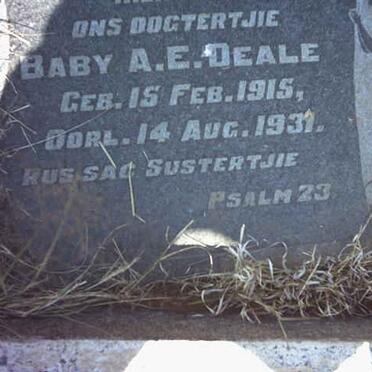 ONS DOGTERTJIE
BABY A.E. DEALE
GEB. 15 FEB. 1915,
OORL. 14 AUG. 1931.
RUS SAG SUSTERTJIE
PSALM 23